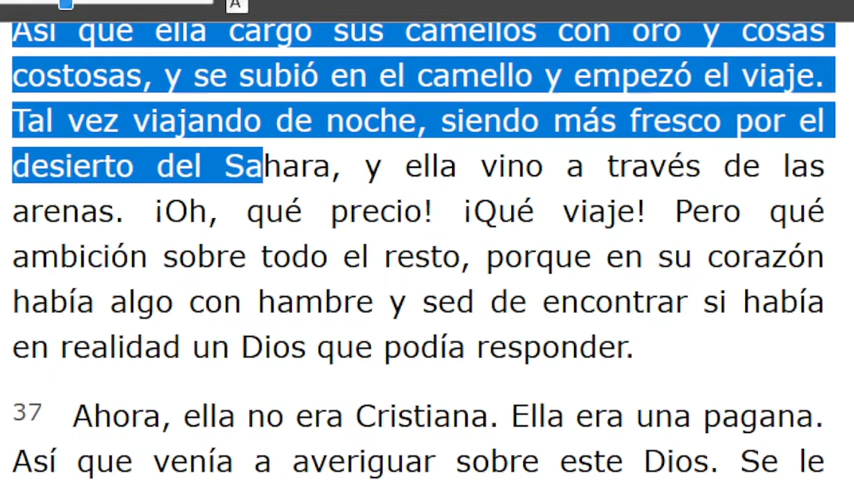 A
Así que ella cargó sus camellos con oro y cosas
costosas, y se subió en el camello y empezó el viaje.
Tal vez viajando de noche, siendo más fresco por el
desierto del Sahara, y ella vino a través de las
arenas. ¡Oh, qué precio! ¡Qué viaje! Pero qué
ambición sobre todo el resto, porque en su corazón
había algo con hambre y sed de encontrar si había
en realidad un Dios que podía responder.
37 Ahora, ella no era Cristiana. Ella era una pagana.
Así que venía a averiguar sobre este Dios. Se le